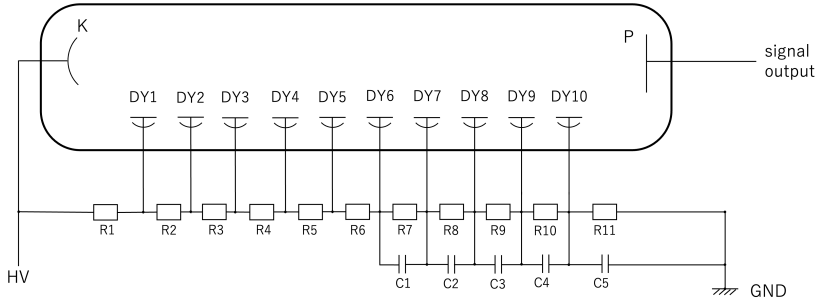 K
P
signal
output
DY1 DY2 DY3 DY4 DY5 DY6 DY7 DY8 DY9 DY10
R1 R2 R3 R4 R5 R6 R7 R8 R9 R10 R11
C1 C2 C3 C4 C5
HV
GND